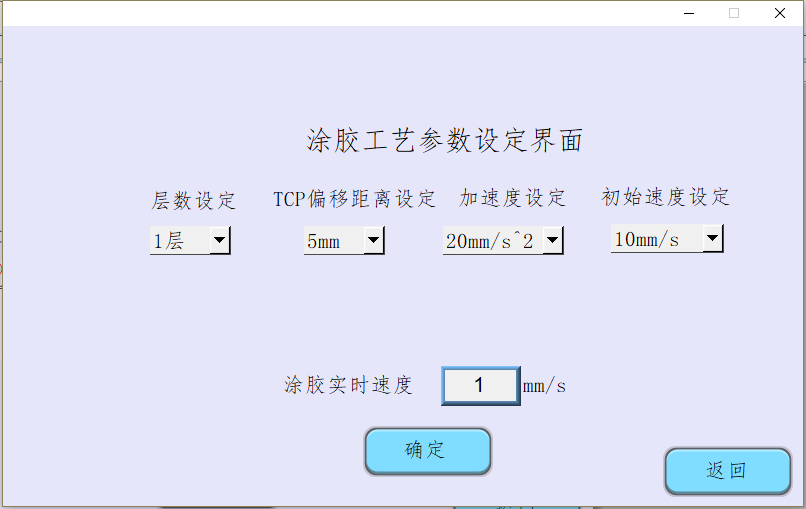 涂胶工艺参数设定界面
层数设定 TCP偏移距离设定 加速度设定 初始速度设定
1层 5mm 20mm/s^2 10mm/s
涂胶实时速度 1 mm/s
确定
返回